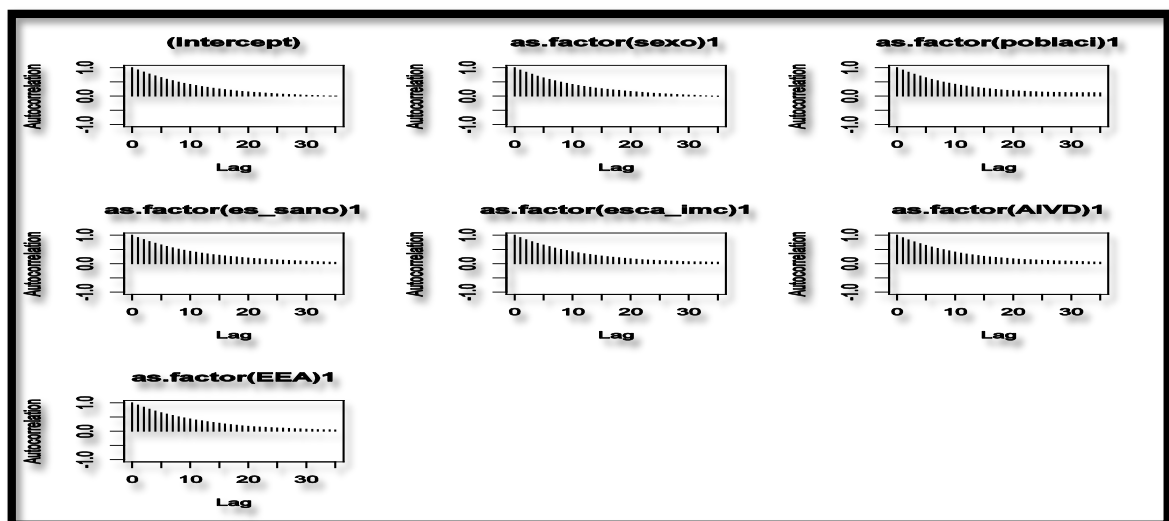 (Intercept)
Autocorrelation
1.0
0.0
-1.0
0 10 20 30
Lag
as.factor(sexo)1
Autocorrelation
1.0
0.0
-1.0
0 10 20 30
Lag
as.factor(poblaci)1
Autocorrelation
1.0
0.0
-1.0
0 10 20 30
Lag
as.factor(es_sano)1
Autocorrelation
1.0
0.0
-1.0
0 10 20 30
Lag
as.factor(esca_imc)1
Autocorrelation
1.0
0.0
-1.0
0 10 20 30
Lag
as.factor(AIVD)1
Autocorrelation
1.0
0.0
-1.0
0 10 20 30
Lag
as.factor(EEA)1
Autocorrelation
1.0
0.0
-1.0
0 10 20 30
Lag